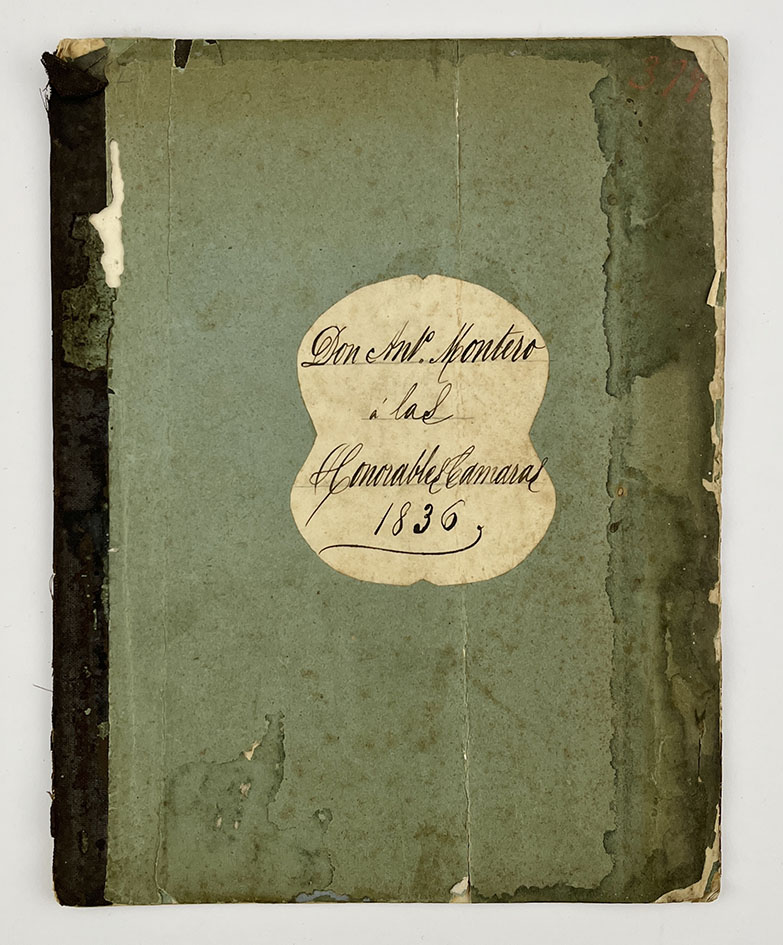 Don Antº. Montero
á las
Honorables Camaras
1836